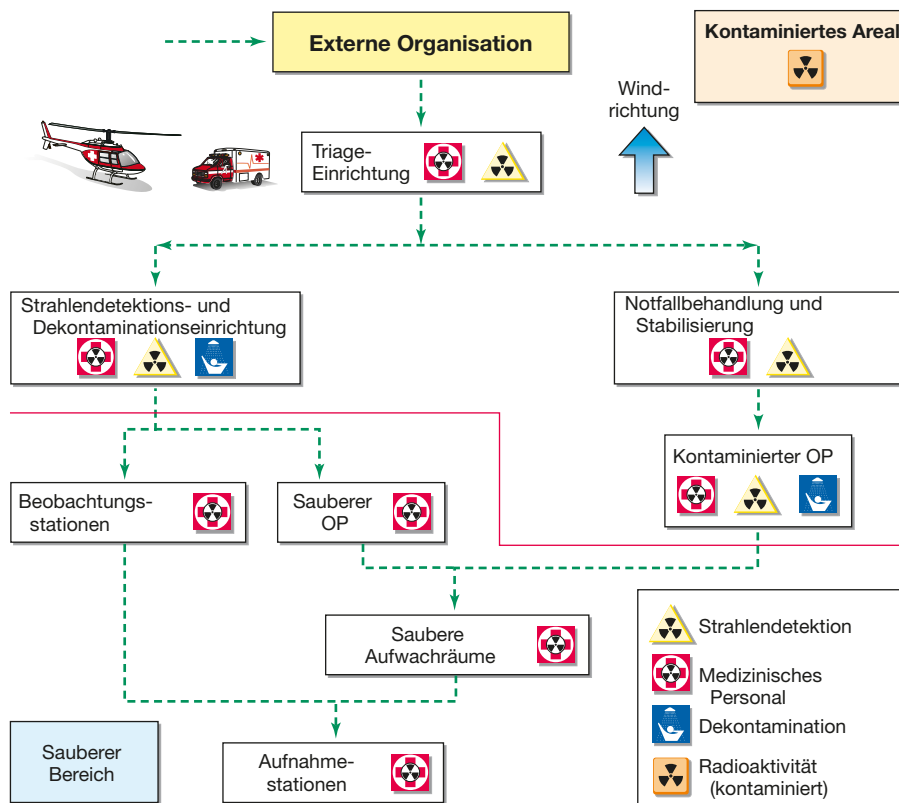 Externe Organisation
Kontaminiertes Areal
Wind-
richtung
Triage-
Einrichtung
Strahlendetektions- und
Dekontaminationseinrichtung
Notfallbehandlung und
Stabilisierung
Kontaminierter OP
Beobachtungs-
stationen
Sauberer
OP
Saubere
Aufwachräume
Sauberer
Bereich
Aufnahme-
stationen
Strahlendetektion
Medizinisches
Personal
Dekontamination
Radioaktivität
(kontaminiert)